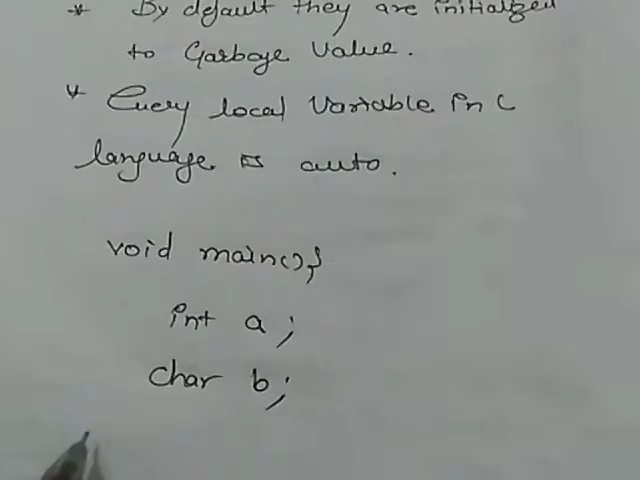 * By default they are initialized
to Garbage Value.
* Every local Variable in C
language is auto.
void main(){
int a;
char b;